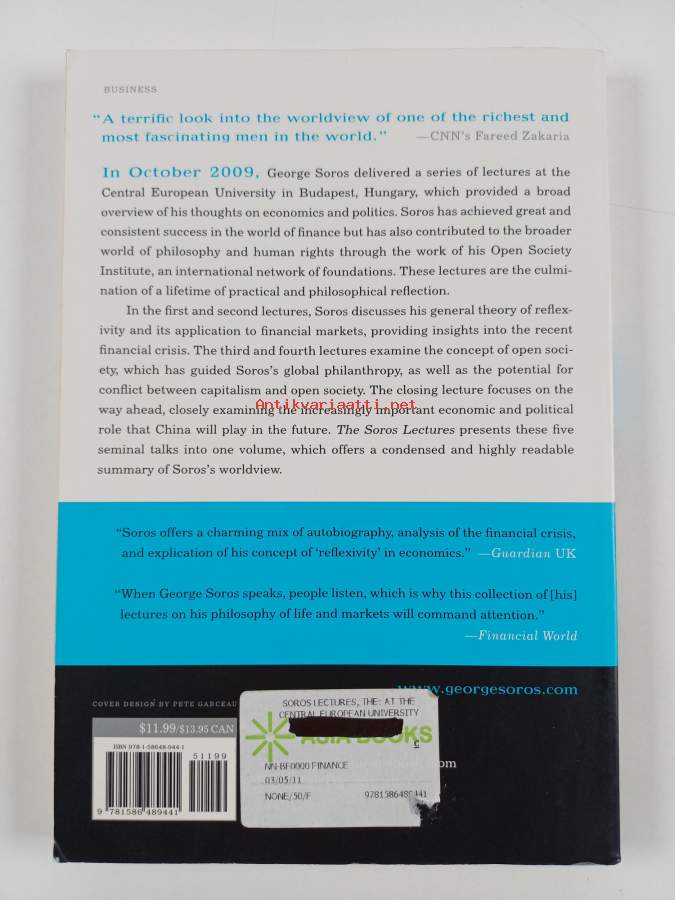 BUSINESS
“A terrific look into the worldview of one of the richest and
most fascinating men in the world.” —CNN’s Fareed Zakaria
In October 2009, George Soros delivered a series of lectures at the
Central European University in Budapest, Hungary, which provided a broad
overview of his thoughts on economics and politics. Soros has achieved great and
consistent success in the world of finance but has also contributed to the broader
world of philosophy and human rights through the work of his Open Society
Institute, an international network of foundations. These lectures are the culmi-
nation of a lifetime of practical and philosophical reflection.
In the first and second lectures, Soros discusses his general theory of reflex-
ivity and its application to financial markets, providing insights into the recent
financial crisis. The third and fourth lectures examine the concept of open soci-
ety, which has guided Soros’s global philanthropy, as well as the potential for
conflict between capitalism and open society. The closing lecture focuses on the
way ahead, closely examining the increasingly important economic and political
Antikvariaatti.net
role that China will play in the future. The Soros Lectures presents these five
seminal talks into one volume, which offers a condensed and highly readable
summary of Soros’s worldview.
“Soros offers a charming mix of autobiography, analysis of the financial crisis,
and explication of his concept of ‘reflexivity’ in economics.” —Guardian UK
“When George Soros speaks, people listen, which is why this collection of [his]
lectures on his philosophy of life and markets will command attention.”
—Financial World
www.georgesoros.com
COVER DESIGN BY PETE GARCEAU
$11.99/$13.95 CAN
ISBN 978-1-58648-944-1
51199
9 781586 489441
SOROS LECTURES, THE: AT THE
CENTRAL EUROPEAN UNIVERSITY
ASIA BOOKS
NN-BF0000 FINANCE
03/05/11
NONE/50/F 9781586489441